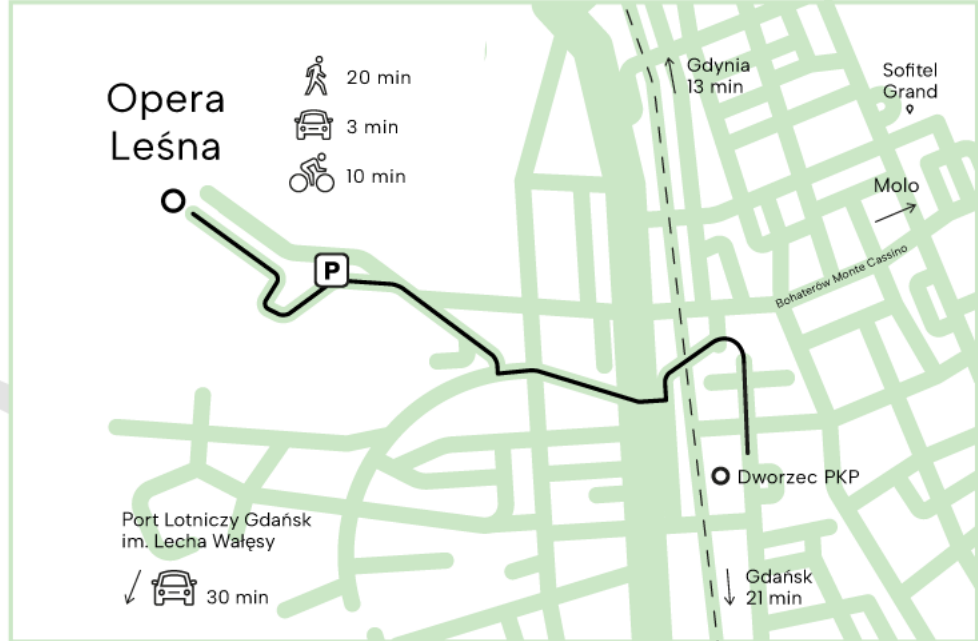 Opera
Leśna
20 min
3 min
10 min
Gdynia
13 min
Sofitel
Grand
Molo
Bohaterów Monte Cassino
P
Dworzec PKP
Port Lotniczy Gdańsk
im. Lecha Wałęsy
30 min
Gdańsk
21 min